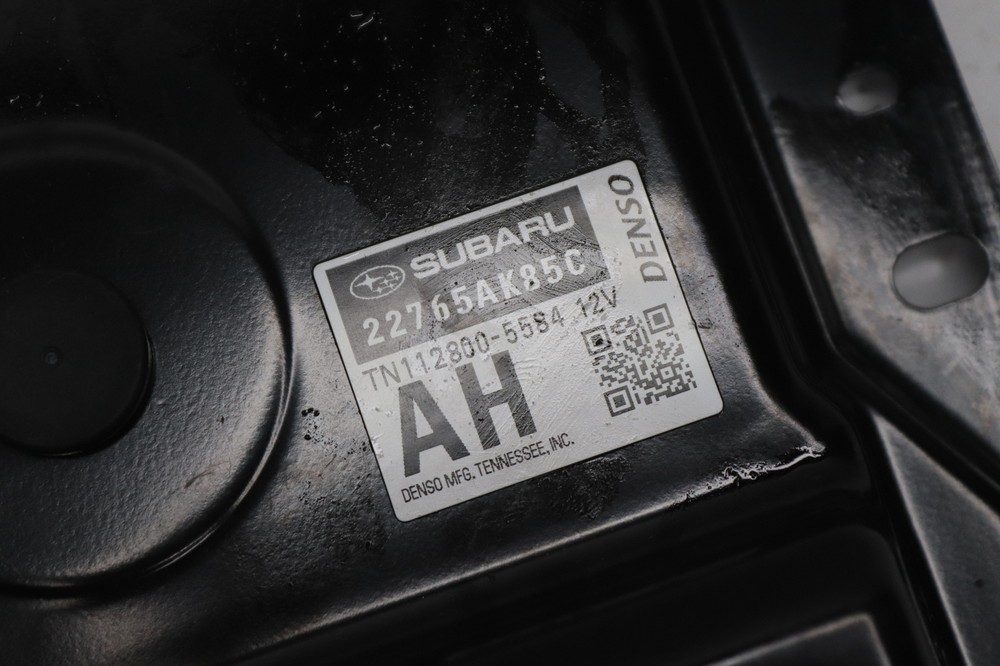 SUBARU
22765AK85C
TN112800-5584 12V
DENSO
AH
DENSO MFG. TENNESSEE, INC.